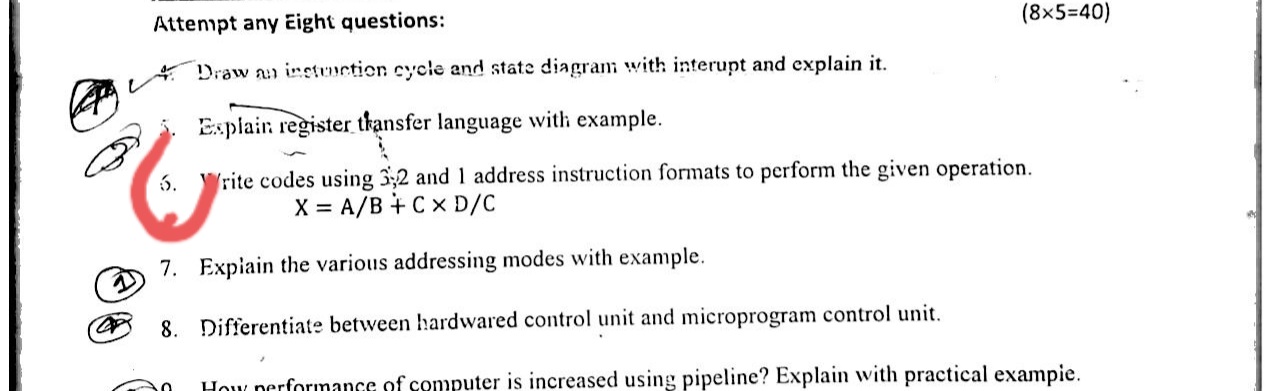 Attempt any Eight questions:
(8×5=40)
4. Draw an instruction cycle and state diagram with interupt and explain it.
5. Explain register transfer language with example.
6. Write codes using 3,2 and 1 address instruction formats to perform the given operation.
X = A/B + C × D/C
7. Explain the various addressing modes with example.
8. Differentiate between hardwared control unit and microprogram control unit.
9. How performance of computer is increased using pipeline? Explain with practical example.